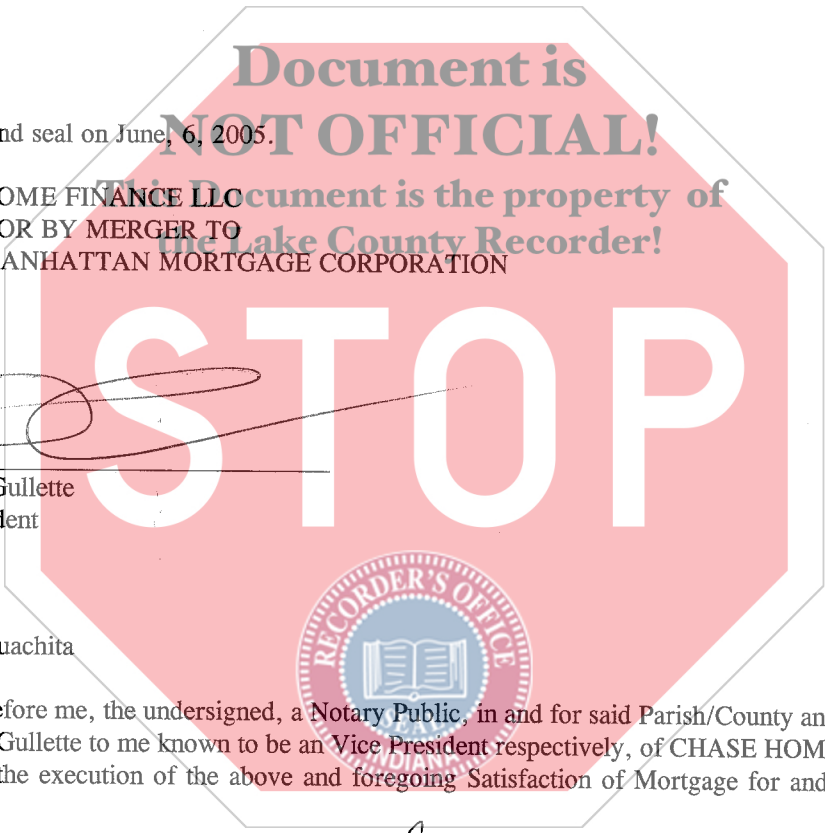 Document is
NOT OFFICIAL!
This Document is the property of
the Lake County Recorder!
nd seal on June, 6, 2005.
OME FINANCE LLC
OR BY MERGER TO
ANHATTAN MORTGAGE CORPORATION
STOP
Gullette
dent
RECORDER'S OFFICE
SEAL
INDIANA
uachita
efore me, the undersigned, a Notary Public, in and for said Parish/County an
Gullette to me known to be an Vice President respectively, of CHASE HOM
the execution of the above and foregoing Satisfaction of Mortgage for and